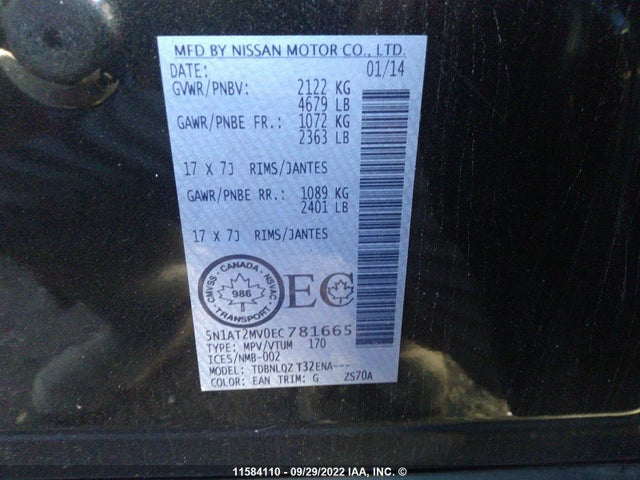 MFD BY NISSAN MOTOR CO., LTD.
DATE: 01/14
GVWR/PNBV: 2122 KG
4679 LB
GAWR/PNBE FR.: 1072 KG
2363 LB
17 X 7J RIMS/JANTES
GAWR/PNBE RR.: 1089 KG
2401 LB
17 X 7J RIMS/JANTES
CANADA
CMVSS NSVAC
986
TRANSPORT
EC
5N1AT2MV0EC781665
TYPE: MPV/VTUM 170
ICES/NMB-002
MODEL: TDBNLQZ T32ENA---
COLOR: EAN TRIM: G ZS70A
11584110 - 09/29/2022 IAA, INC. ©